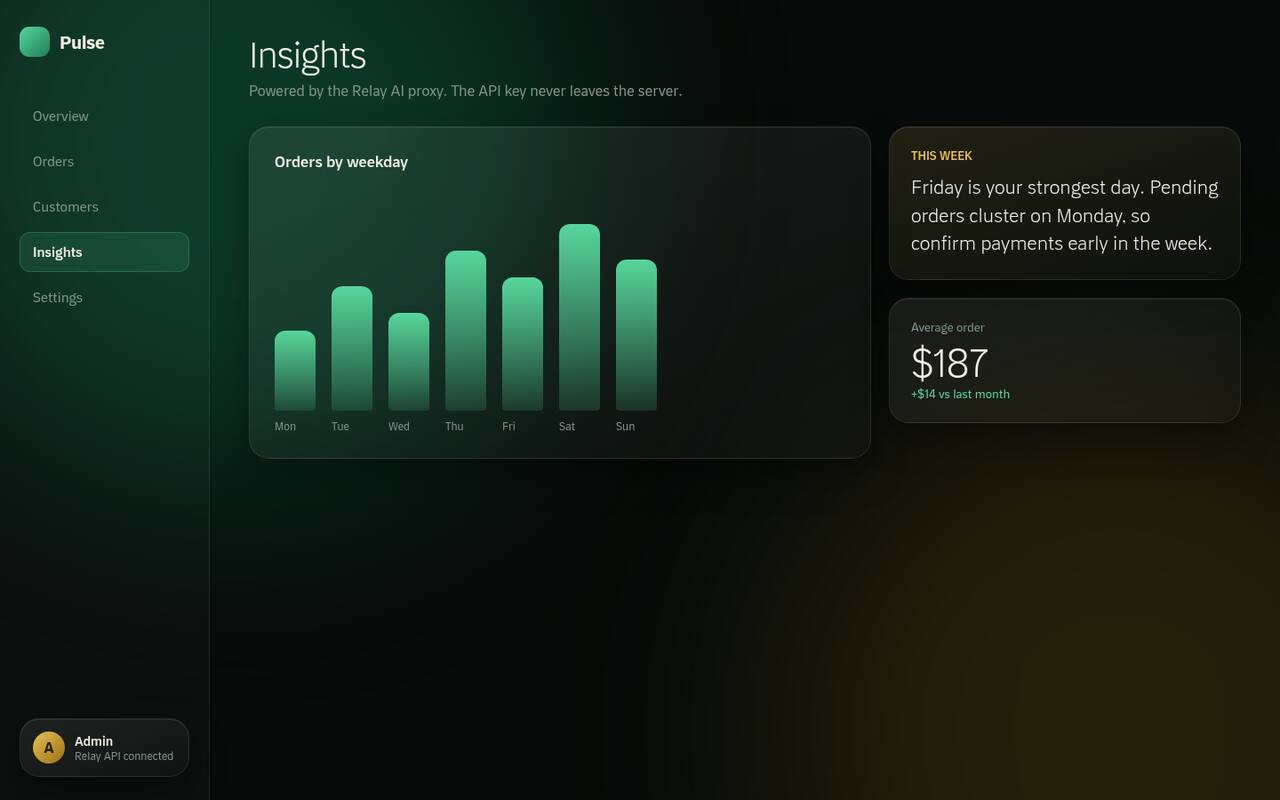 Pulse
Overview
Orders
Customers
Insights
Settings
Admin
Relay API connected
Insights
Powered by the Relay AI proxy. The API key never leaves the server.
Orders by weekday
Mon Tue Wed Thu Fri Sat Sun
THIS WEEK
Friday is your strongest day. Pending
orders cluster on Monday, so
confirm payments early in the week.
Average order
$187
+$14 vs last month
A